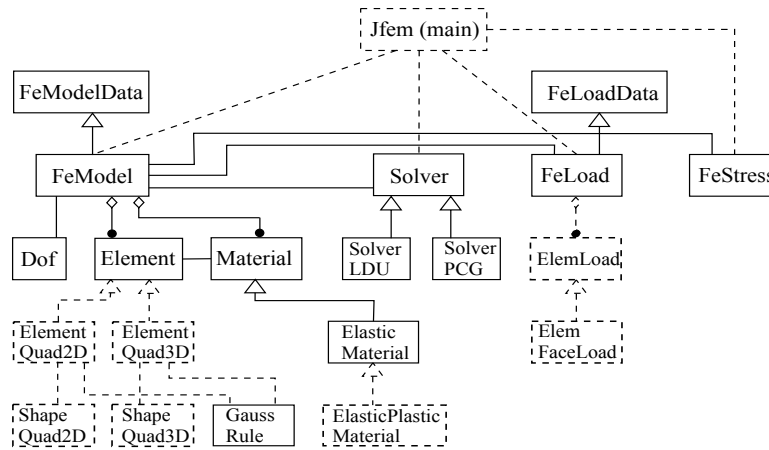 Jfem (main)
FeModelData
FeLoadData
FeModel
Solver
FeLoad
FeStress
Dof
Element
Material
Solver
LDU
Solver
PCG
ElemLoad
Element
Quad2D
Element
Quad3D
Elastic
Material
Elem
FaceLoad
Shape
Quad2D
Shape
Quad3D
Gauss
Rule
ElasticPlastic
Material